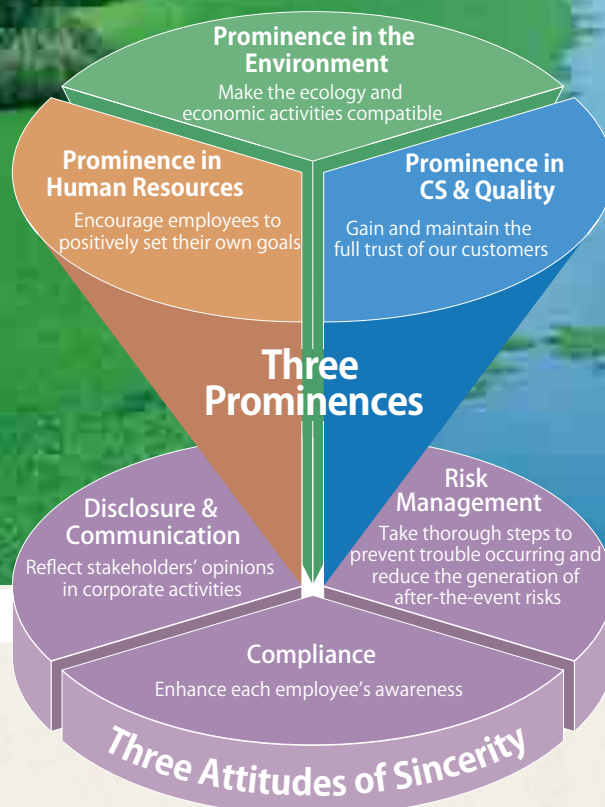 Prominence in the
Environment
Make the ecology and
economic activities compatible
Prominence in
Human Resources
Encourage employees to
positively set their own goals
Prominence in
CS & Quality
Gain and maintain the
full trust of our customers
Three
Prominences
Disclosure &
Communication
Reflect stakeholders' opinions
in corporate activities
Risk
Management
Take thorough steps to
prevent trouble occurring and
reduce the generation of
after-the-event risks
Compliance
Enhance each employee's awareness
Three Attitudes of Sincerity